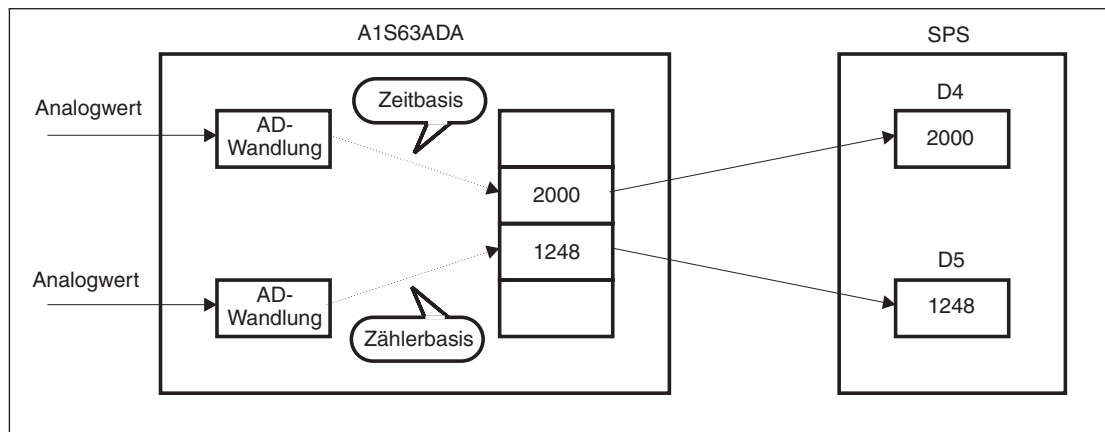 A1S63ADA
SPS
Analogwert
AD-
Wandlung
Zeitbasis
2000
D4
2000
Analogwert
AD-
Wandlung
Zählerbasis
1248
D5
1248